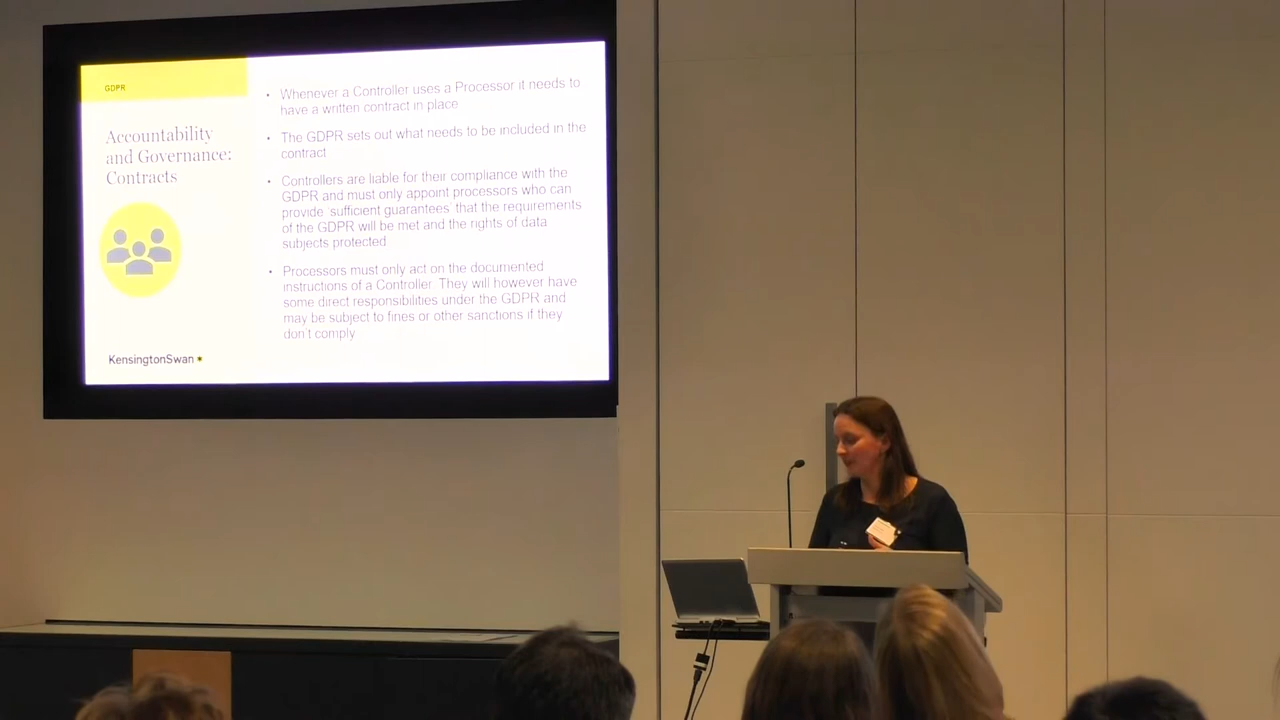 GDPR
Accountability
and Governance:
Contracts
KensingtonSwan
• Whenever a Controller uses a Processor it needs to
have a written contract in place
• The GDPR sets out what needs to be included in the
contract
• Controllers are liable for their compliance with the
GDPR and must only appoint processors who can
provide 'sufficient guarantees' that the requirements
of the GDPR will be met and the rights of data
subjects protected
• Processors must only act on the documented
instructions of a Controller. They will however have
some direct responsibilities under the GDPR and
may be subject to fines or other sanctions if they
don't comply